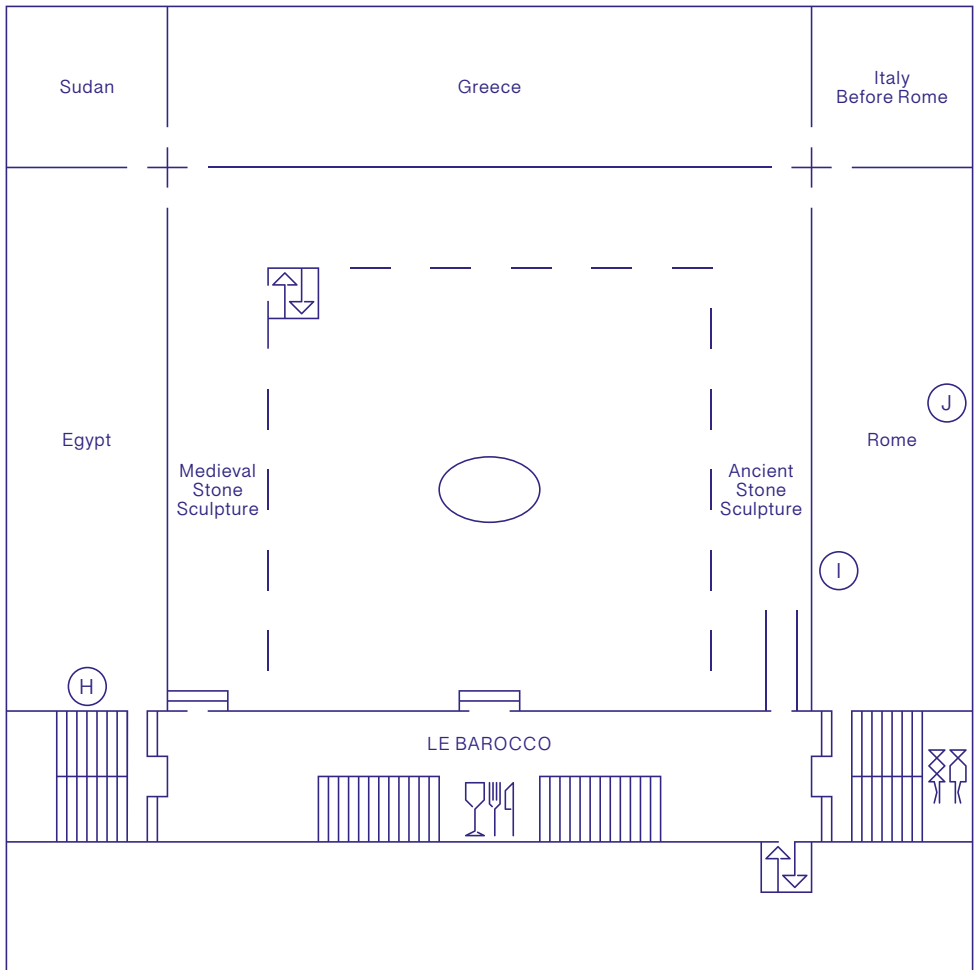 Sudan
Greece
Italy
Before Rome
J
Egypt
Rome
Medieval
Stone
Sculpture
Ancient
Stone
Sculpture
I
H
LE BAROCCO